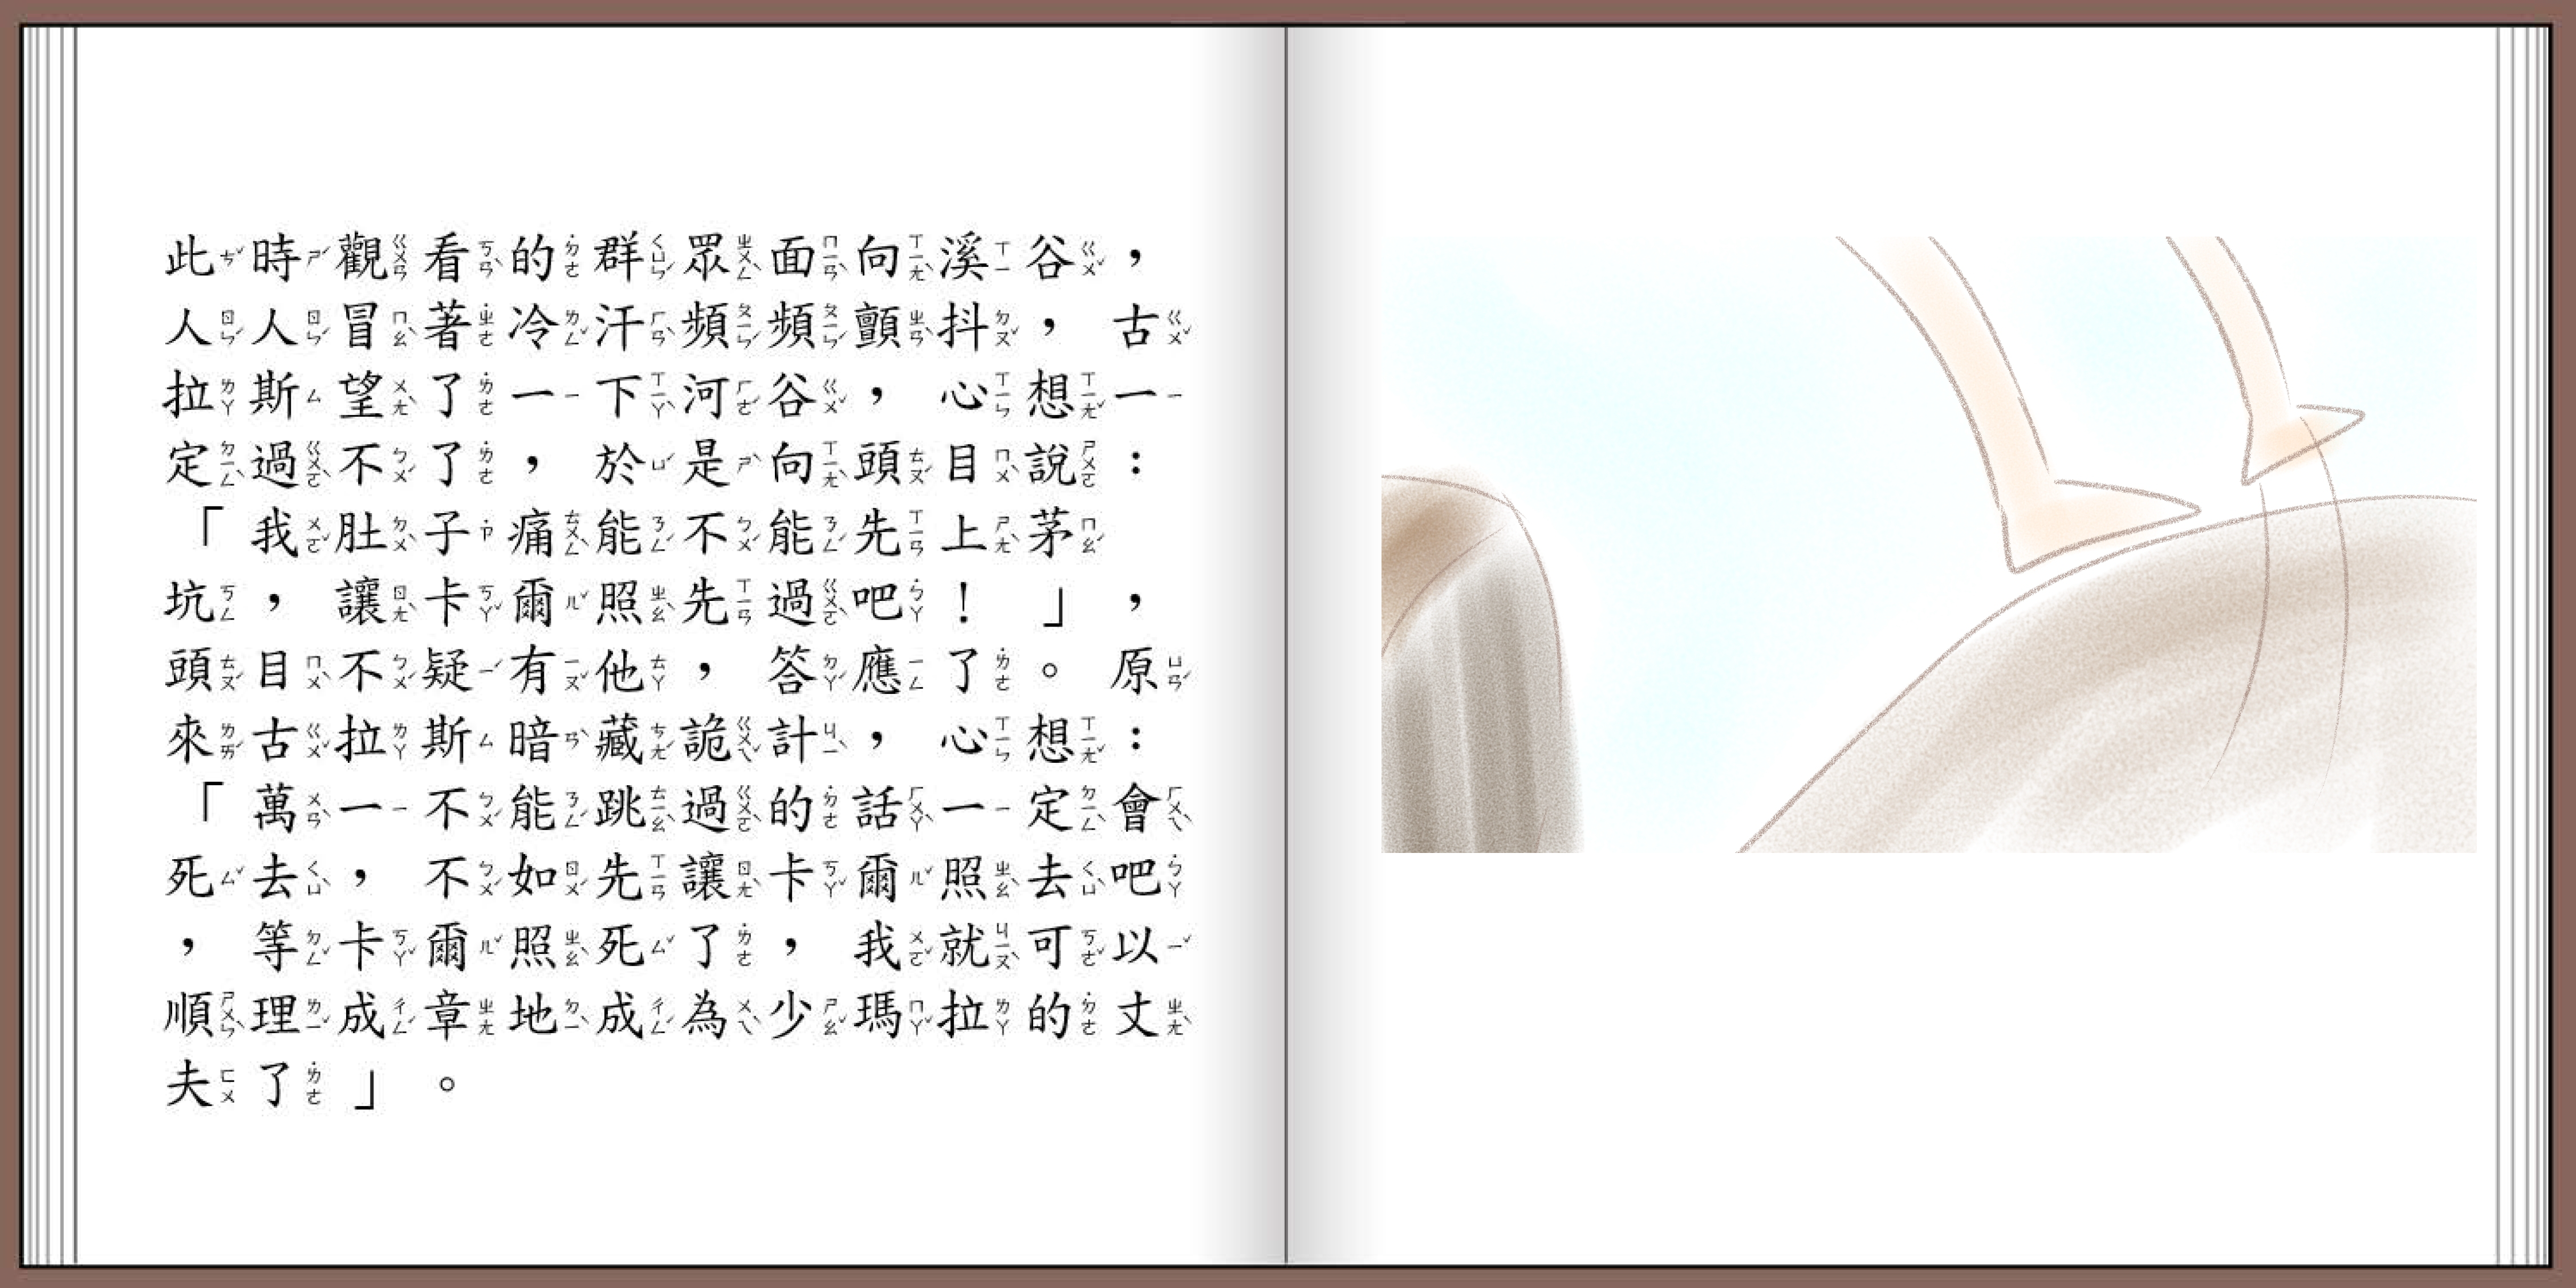 此時觀看的群眾面向溪谷，
人人冒著冷汗頻頻顫抖，古
拉斯望了一下河谷，心想一
定過不了，於是向頭目說：
「我肚子痛能不能先上茅
坑，讓卡爾照先過吧！」，
頭目不疑有他，答應了。原
來古拉斯暗藏詭計，心想：
「萬一不能跳過的話一定會
死去，不如先讓卡爾照去吧
，等卡爾照死了，我就可以
順理成章地成為少瑪拉的丈
夫了」。